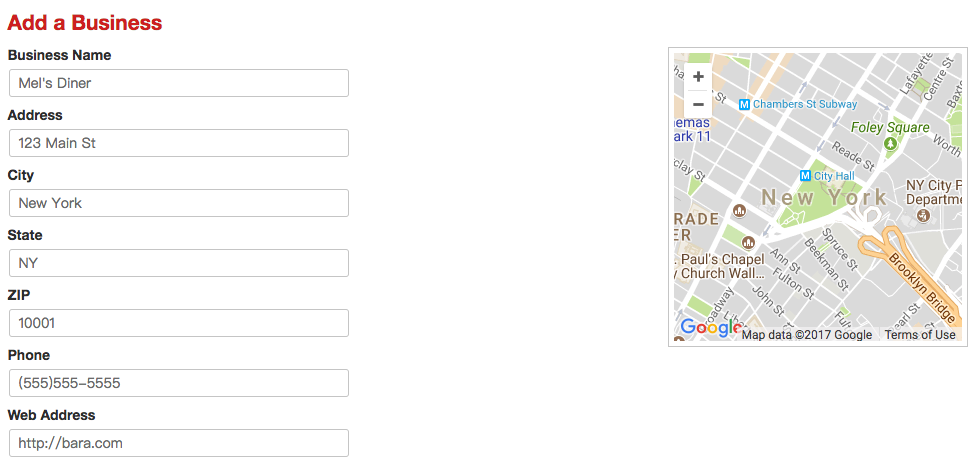 Add a Business
Business Name
Mel's Diner
Address
123 Main St
City
New York
State
NY
ZIP
10001
Phone
(555)555-5555
Web Address
http://bara.com
+
−
Lafayette
Centre St
Baxt
M Chambers St Subway
nemas
ark 11
Foley Square
Worth
Reade St
clay St
M City Hall
New York
NY City P
Departme
RADE
ER
. Paul's Chapel
y Church Wall...
Ann St
Fulton St
Spruce St
Beekman St
John St
Brooklyn Bridge
oadway
Libe
Fult
earl St
Google
Map data ©2017 Google
Terms of Use